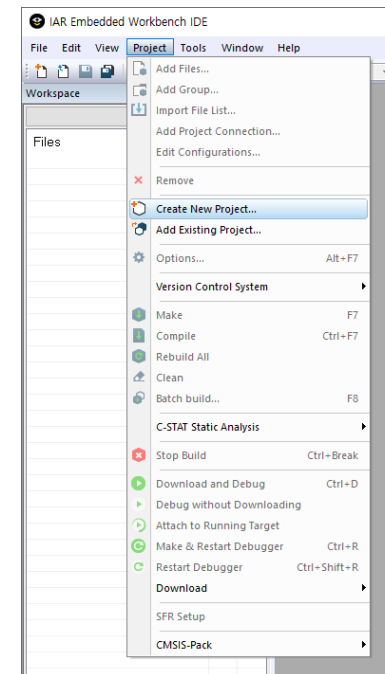 IAR Embedded Workbench IDE
File Edit View Project Tools Window Help
Workspace
Files
Add Files...
Add Group...
Import File List...
Add Project Connection...
Edit Configurations...
Remove
Create New Project...
Add Existing Project...
Options... Alt+F7
Version Control System
Make F7
Compile Ctrl+F7
Rebuild All
Clean
Batch build... F8
C-STAT Static Analysis
Stop Build Ctrl+Break
Download and Debug Ctrl+D
Debug without Downloading
Attach to Running Target
Make & Restart Debugger Ctrl+R
Restart Debugger Ctrl+Shift+R
Download
SFR Setup
CMSIS-Pack